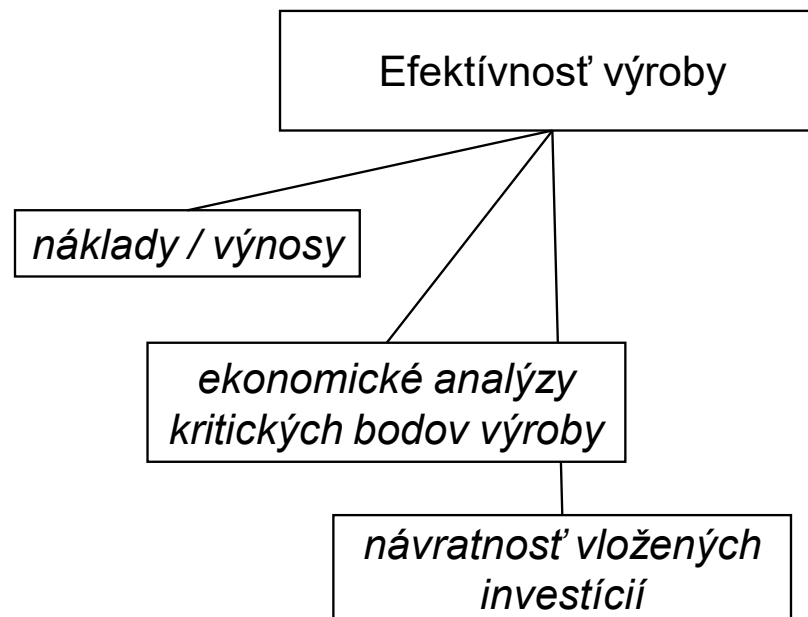 Efektívnosť výroby
náklady / výnosy
ekonomické analýzy
kritických bodov výroby
návratnosť vložených
investícií